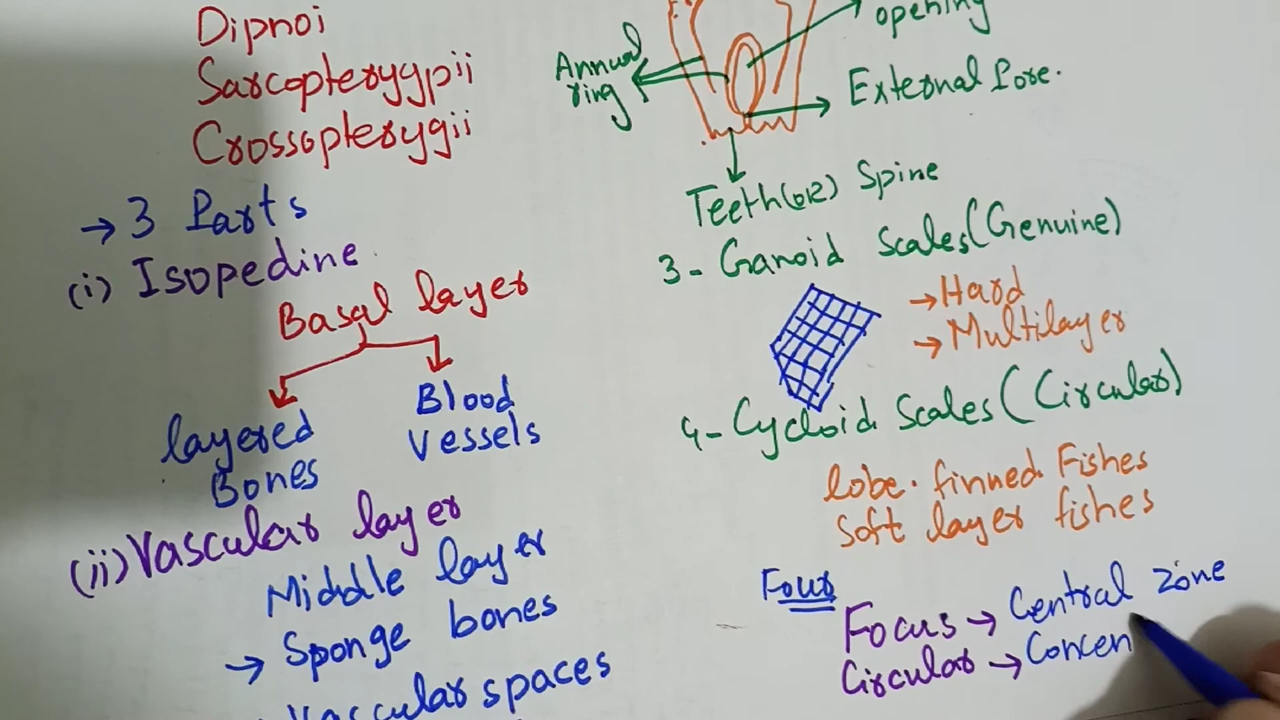 Dipnoi
Sarcopterygpii
Crossopterygii
→ 3 Parts
(i) Isopedine
Basal layer
layered
Bones
Blood
Vessels
(ii) Vascular layer
Middle layer
→ Sponge bones
Vascular spaces
opening
Annual
ring
External Pore.
Teeth (or) Spine
3 - Ganoid Scales (Genuine)
→ Hard
→ Multilayer
4 - Cycloid Scales (Circular)
lobe. finned Fishes
Soft layer fishes
Four
Focus → Central Zone
Circular → Concen